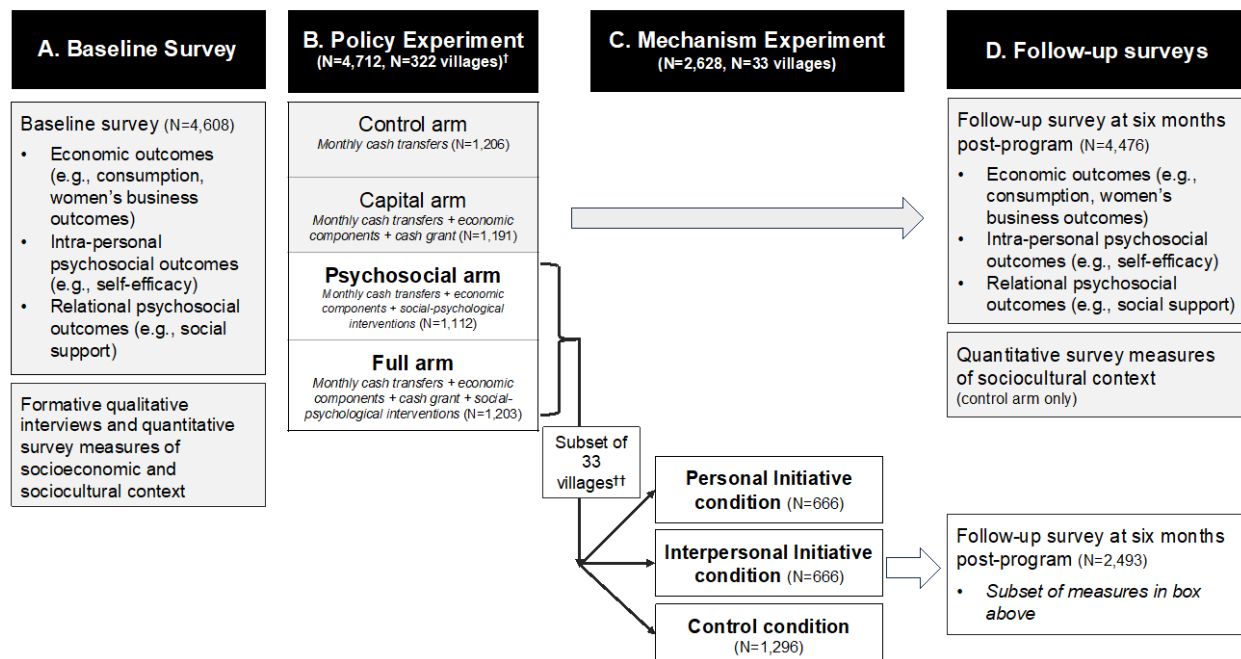 A. Baseline Survey
Baseline survey (N=4,608)
• Economic outcomes
(e.g., consumption,
women's business
outcomes)
• Intra-personal
psychosocial outcomes
(e.g., self-efficacy)
• Relational psychosocial
outcomes (e.g., social
support)
Formative qualitative
interviews and quantitative
survey measures of
socioeconomic and
sociocultural context
B. Policy Experiment
(N=4,712, N=322 villages)†
Control arm
Monthly cash transfers (N=1,206)
Capital arm
Monthly cash transfers + economic
components + cash grant (N=1,191)
Psychosocial arm
Monthly cash transfers + economic
components + social-psychological
interventions (N=1,112)
Full arm
Monthly cash transfers + economic
components + cash grant + social-
psychological interventions (N=1,203)
Subset of
33
villages††
C. Mechanism Experiment
(N=2,628, N=33 villages)
Personal Initiative
condition (N=666)
Interpersonal Initiative
condition (N=666)
Control condition
(N=1,296)
D. Follow-up surveys
Follow-up survey at six months
post-program (N=4,476)
• Economic outcomes (e.g.,
consumption, women's
business outcomes)
• Intra-personal psychosocial
outcomes (e.g., self-efficacy)
• Relational psychosocial
outcomes (e.g., social support)
Quantitative survey measures
of sociocultural context
(control arm only)
Follow-up survey at six months
post-program (N=2,493)
• Subset of measures in box
above